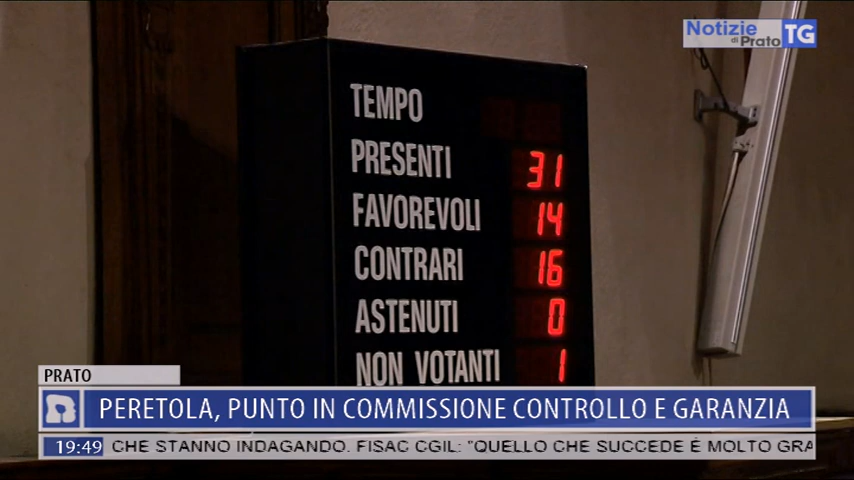 Notizie
di Prato TG
TEMPO
PRESENTI 31
FAVOREVOLI 14
CONTRARI 16
ASTENUTI 0
NON VOTANTI 1
PRATO
PERETOLA, PUNTO IN COMMISSIONE CONTROLLO E GARANZIA
19:49 CHE STANNO INDAGANDO. FISAC CGIL: "QUELLO CHE SUCCEDE È MOLTO GRA